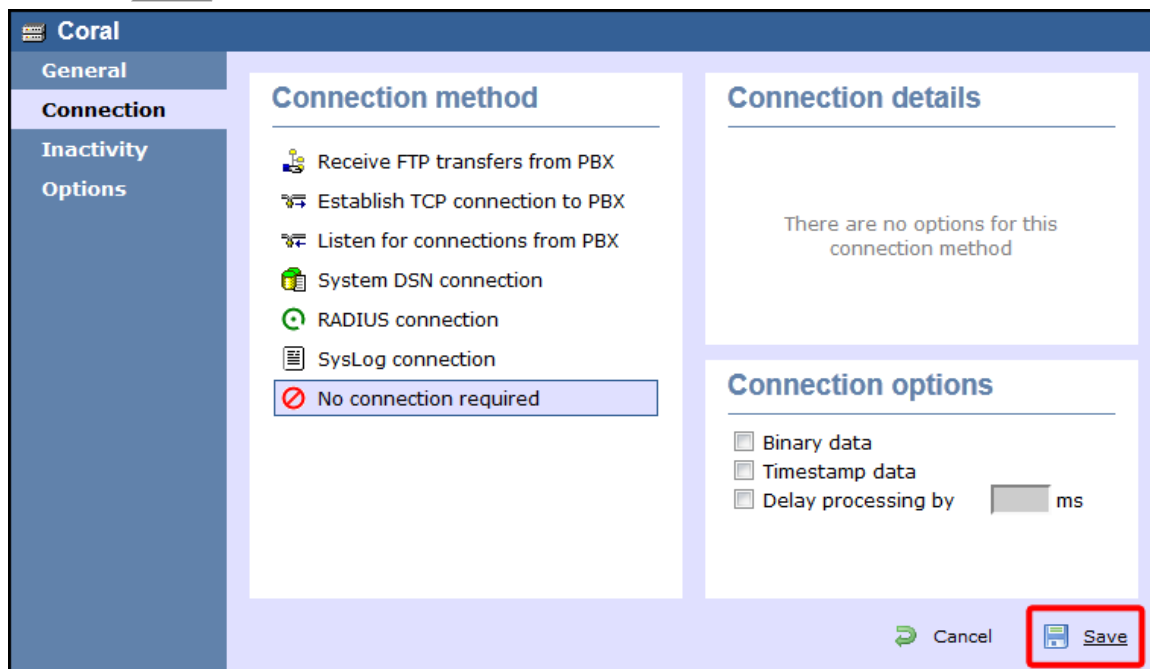 Coral
General
Connection
Inactivity
Options
Connection method
Receive FTP transfers from PBX
Establish TCP connection to PBX
Listen for connections from PBX
System DSN connection
RADIUS connection
SysLog connection
No connection required
Connection details
There are no options for this
connection method
Connection options
Binary data
Timestamp data
Delay processing by ms
Cancel
Save